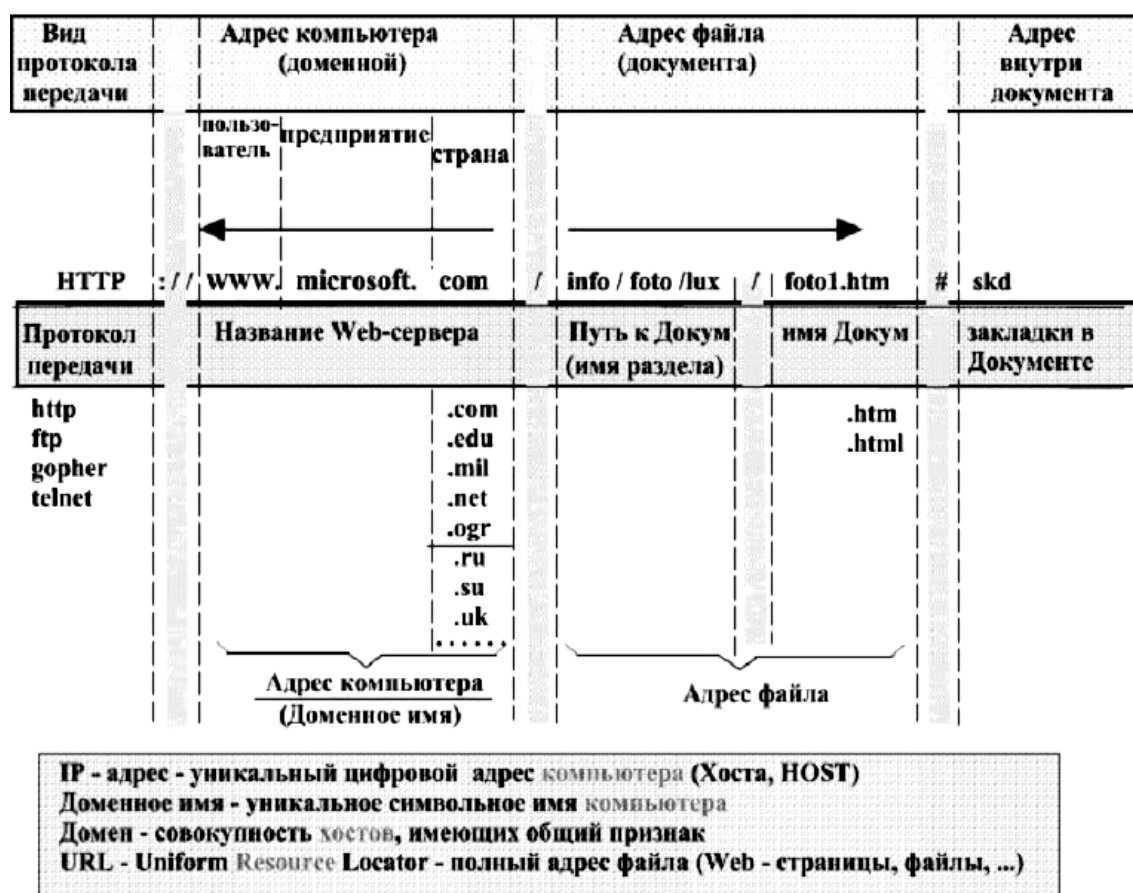 Вид протокола передачи
Адрес компьютера (доменной)
Адрес файла (документа)
Адрес внутри документа
пользо-
ватель
предприятие
страна
HTTP :// www. microsoft. com / info / foto /lux / foto1.htm # skd
Протокол передачи
Название Web-сервера
Путь к Докум (имя раздела)
имя Докум
закладки в Документе
http
ftp
gopher
telnet
.com
.edu
.mil
.net
.ogr
.ru
.su
.uk
......
.htm
.html
Адрес компьютера
(Доменное имя)
Адрес файла
IP - адрес - уникальный цифровой адрес компьютера (Хоста, HOST)
Доменное имя - уникальное символьное имя компьютера
Домен - совокупность хостов, имеющих общий признак
URL - Uniform Resource Locator - полный адрес файла (Web - страницы, файлы, ...)